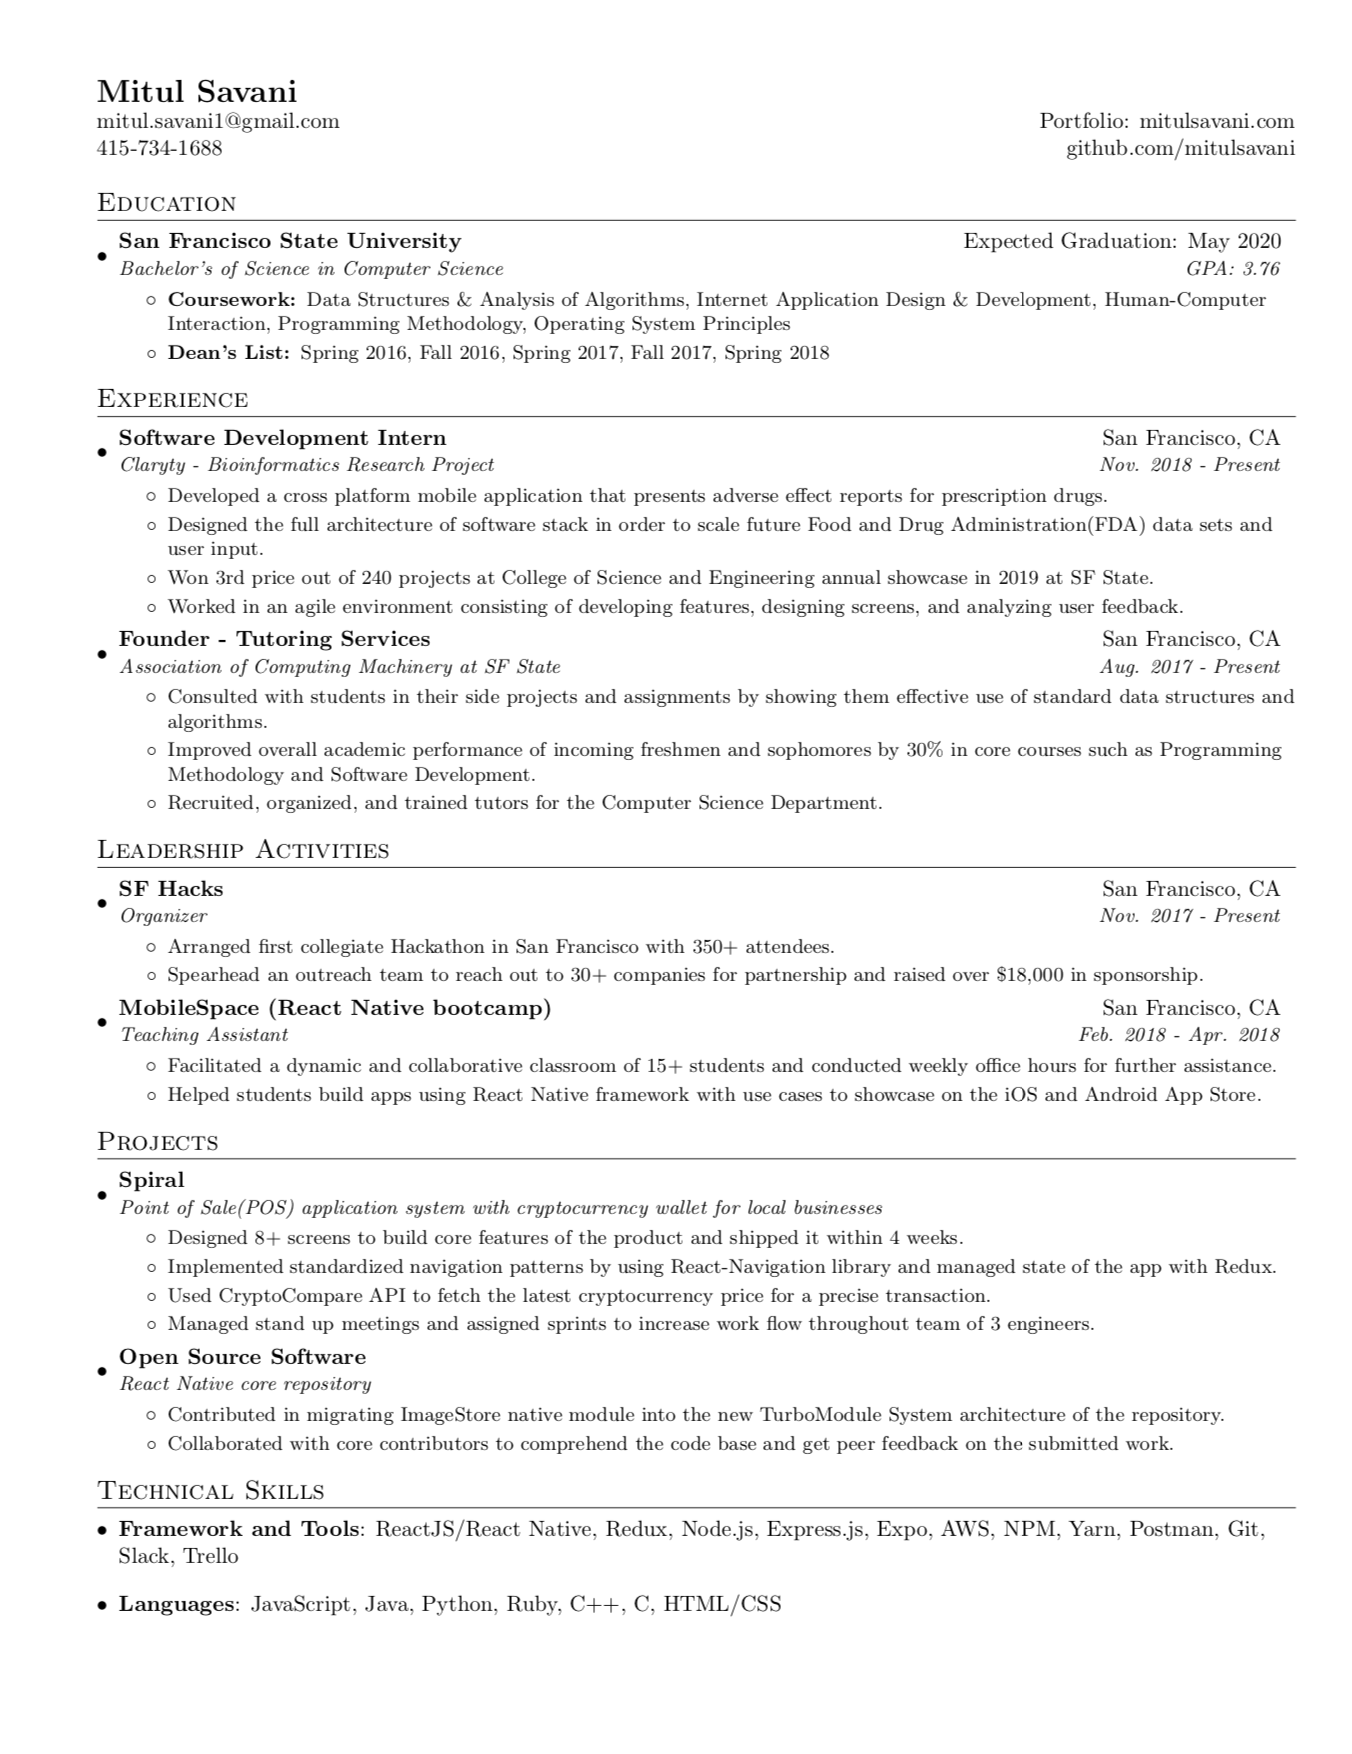 Mitul Savani
mitul.savani1@gmail.com Portfolio: mitulsavani.com
415-734-1688 github.com/mitulsavani
Education
• San Francisco State University Expected Graduation: May 2020
Bachelor's of Science in Computer Science GPA: 3.76
◦ Coursework: Data Structures & Analysis of Algorithms, Internet Application Design & Development, Human-Computer
Interaction, Programming Methodology, Operating System Principles
◦ Dean's List: Spring 2016, Fall 2016, Spring 2017, Fall 2017, Spring 2018
Experience
• Software Development Intern San Francisco, CA
Claryty - Bioinformatics Research Project Nov. 2018 - Present
◦ Developed a cross platform mobile application that presents adverse effect reports for prescription drugs.
◦ Designed the full architecture of software stack in order to scale future Food and Drug Administration(FDA) data sets and
user input.
◦ Won 3rd price out of 240 projects at College of Science and Engineering annual showcase in 2019 at SF State.
◦ Worked in an agile environment consisting of developing features, designing screens, and analyzing user feedback.
• Founder - Tutoring Services San Francisco, CA
Association of Computing Machinery at SF State Aug. 2017 - Present
◦ Consulted with students in their side projects and assignments by showing them effective use of standard data structures and
algorithms.
◦ Improved overall academic performance of incoming freshmen and sophomores by 30% in core courses such as Programming
Methodology and Software Development.
◦ Recruited, organized, and trained tutors for the Computer Science Department.
Leadership Activities
• SF Hacks San Francisco, CA
Organizer Nov. 2017 - Present
◦ Arranged first collegiate Hackathon in San Francisco with 350+ attendees.
◦ Spearhead an outreach team to reach out to 30+ companies for partnership and raised over $18,000 in sponsorship.
• MobileSpace (React Native bootcamp) San Francisco, CA
Teaching Assistant Feb. 2018 - Apr. 2018
◦ Facilitated a dynamic and collaborative classroom of 15+ students and conducted weekly office hours for further assistance.
◦ Helped students build apps using React Native framework with use cases to showcase on the iOS and Android App Store.
Projects
• Spiral
Point of Sale(POS) application system with cryptocurrency wallet for local businesses
◦ Designed 8+ screens to build core features of the product and shipped it within 4 weeks.
◦ Implemented standardized navigation patterns by using React-Navigation library and managed state of the app with Redux.
◦ Used CryptoCompare API to fetch the latest cryptocurrency price for a precise transaction.
◦ Managed stand up meetings and assigned sprints to increase work flow throughout team of 3 engineers.
• Open Source Software
React Native core repository
◦ Contributed in migrating ImageStore native module into the new TurboModule System architecture of the repository.
◦ Collaborated with core contributors to comprehend the code base and get peer feedback on the submitted work.
Technical Skills
• Framework and Tools: ReactJS/React Native, Redux, Node.js, Express.js, Expo, AWS, NPM, Yarn, Postman, Git,
Slack, Trello
• Languages: JavaScript, Java, Python, Ruby, C++, C, HTML/CSS